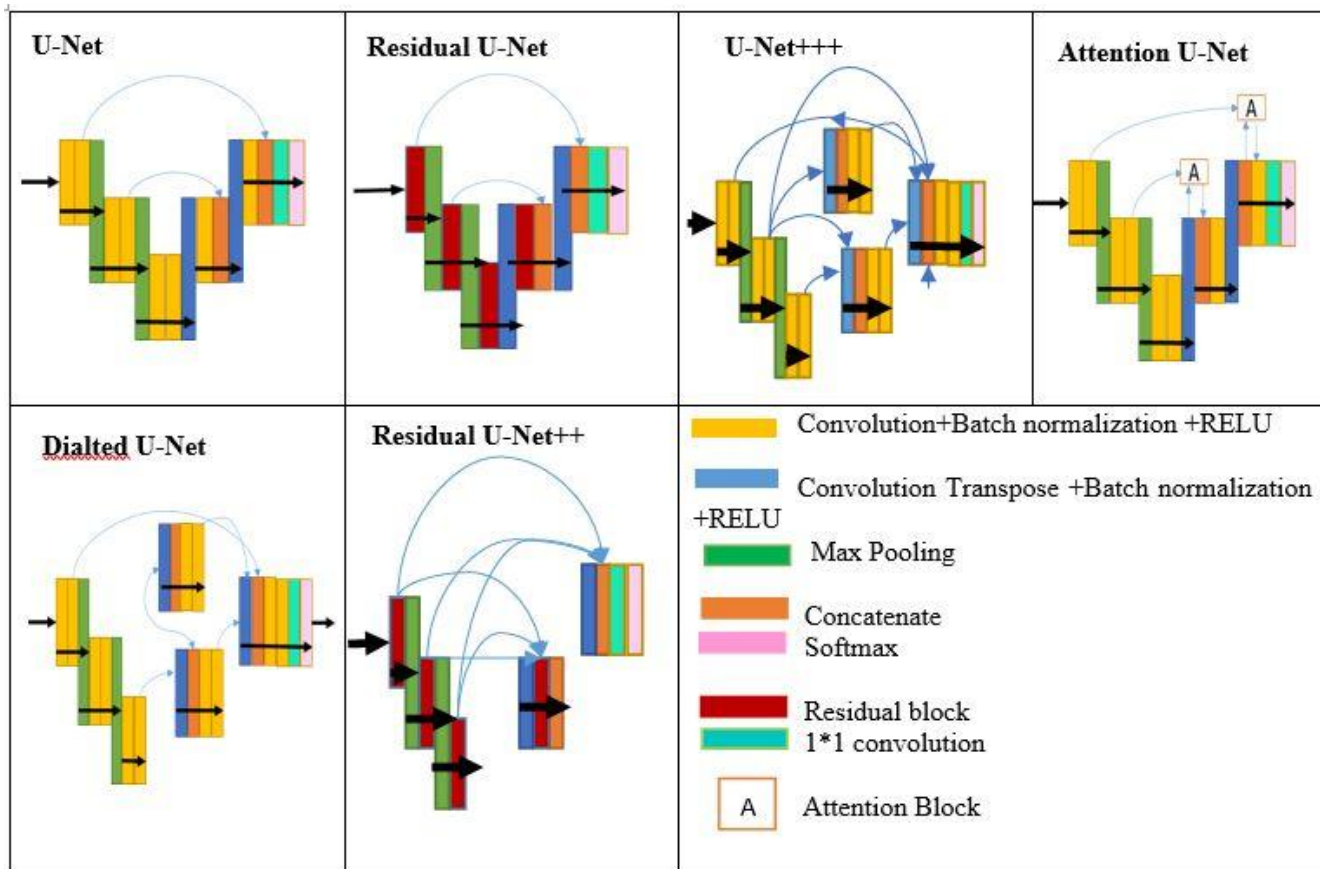 U-Net
Residual U-Net
U-Net+++
Attention U-Net
A
A
Dialted U-Net
Residual U-Net++
Convolution+Batch normalization +RELU
Convolution Transpose +Batch normalization
+RELU
Max Pooling
Concatenate
Softmax
Residual block
1*1 convolution
A
Attention Block